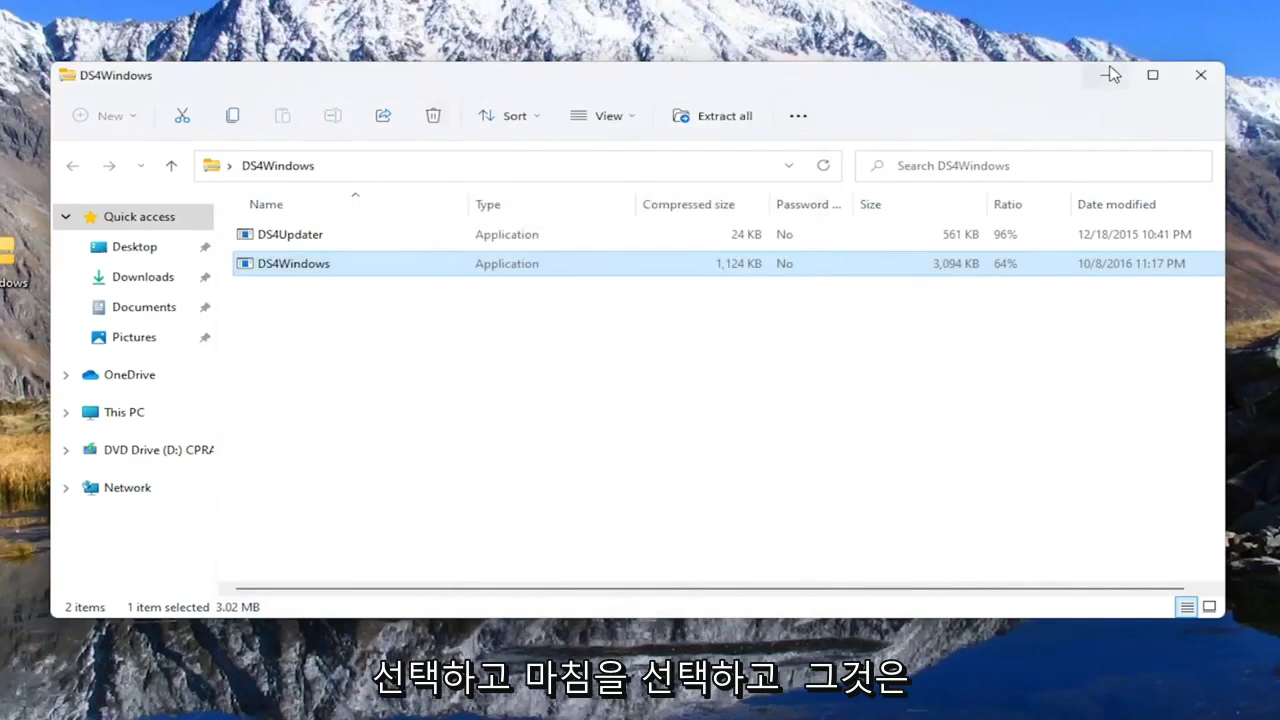 DS4Windows
New
Sort
View
Extract all
DS4Windows
Search DS4Windows
Name Type Compressed size Password ... Size Ratio Date modified
Quick access
DS4Updater Application 24 KB No 561 KB 96% 12/18/2015 10:41 PM
Desktop
DS4Windows Application 1,124 KB No 3,094 KB 64% 10/8/2016 11:17 PM
Downloads
dows
Documents
Pictures
OneDrive
This PC
DVD Drive (D:) CPRA
Network
2 items 1 item selected 3.02 MB
선택하고 마침을 선택하고 그것은